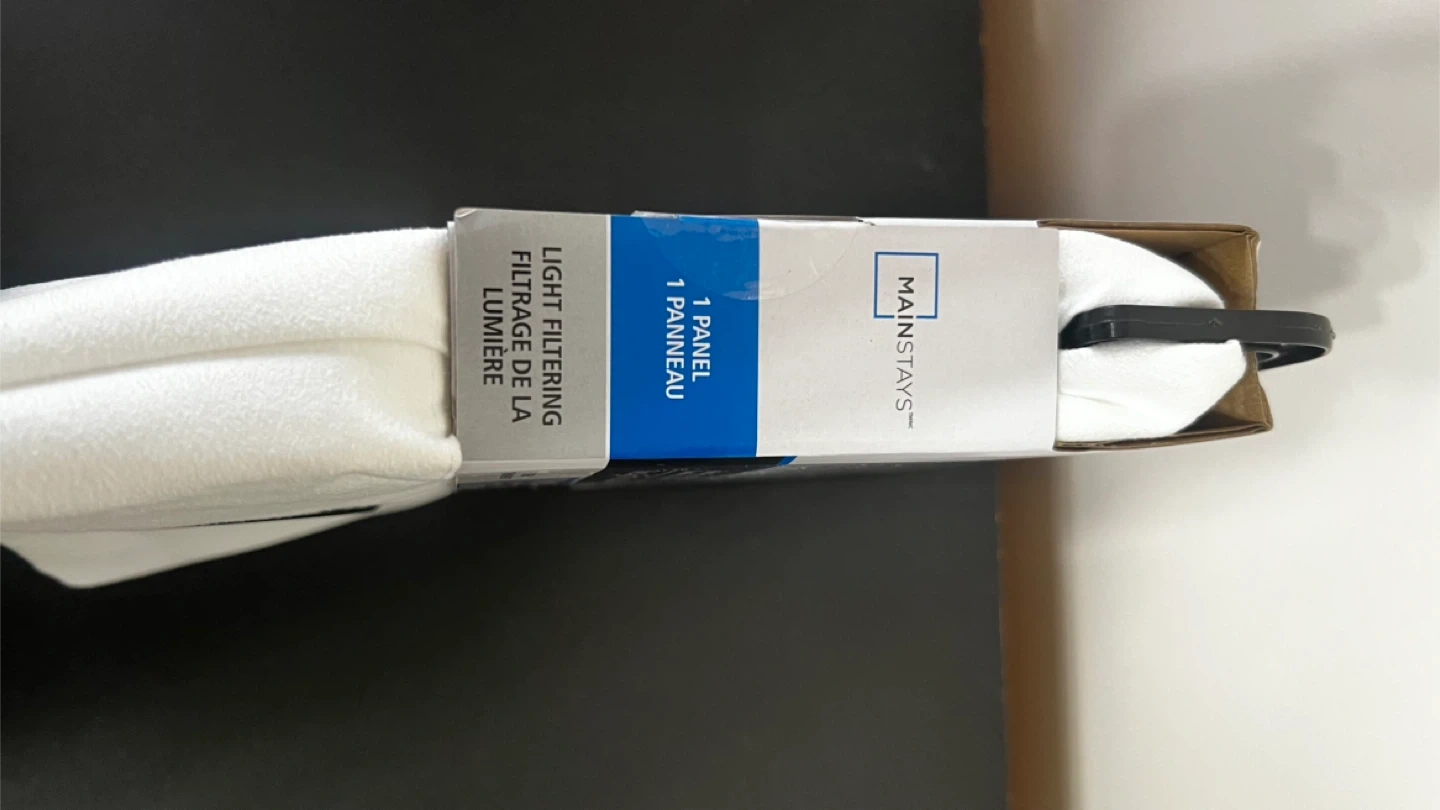 MAINSTAYS
1 PANEL
1 PANNEAU
LIGHT FILTERING
FILTRAGE DE LA
LUMIÈRE